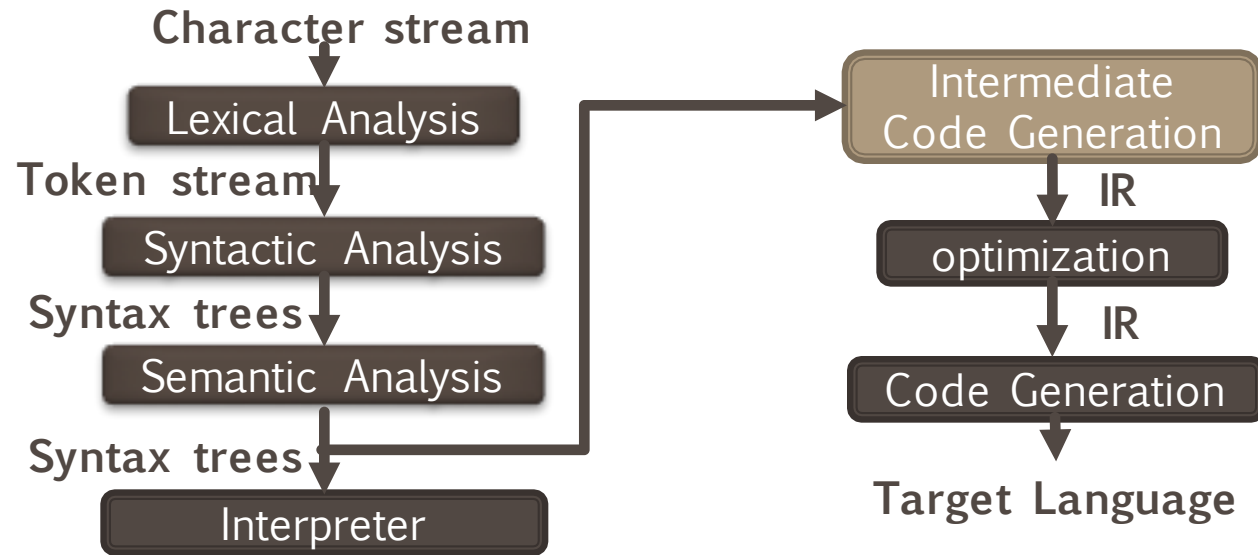 Character stream
Lexical Analysis
Token stream
Syntactic Analysis
Syntax trees
Semantic Analysis
Syntax trees
Interpreter
Intermediate
Code Generation
IR
optimization
IR
Code Generation
Target Language